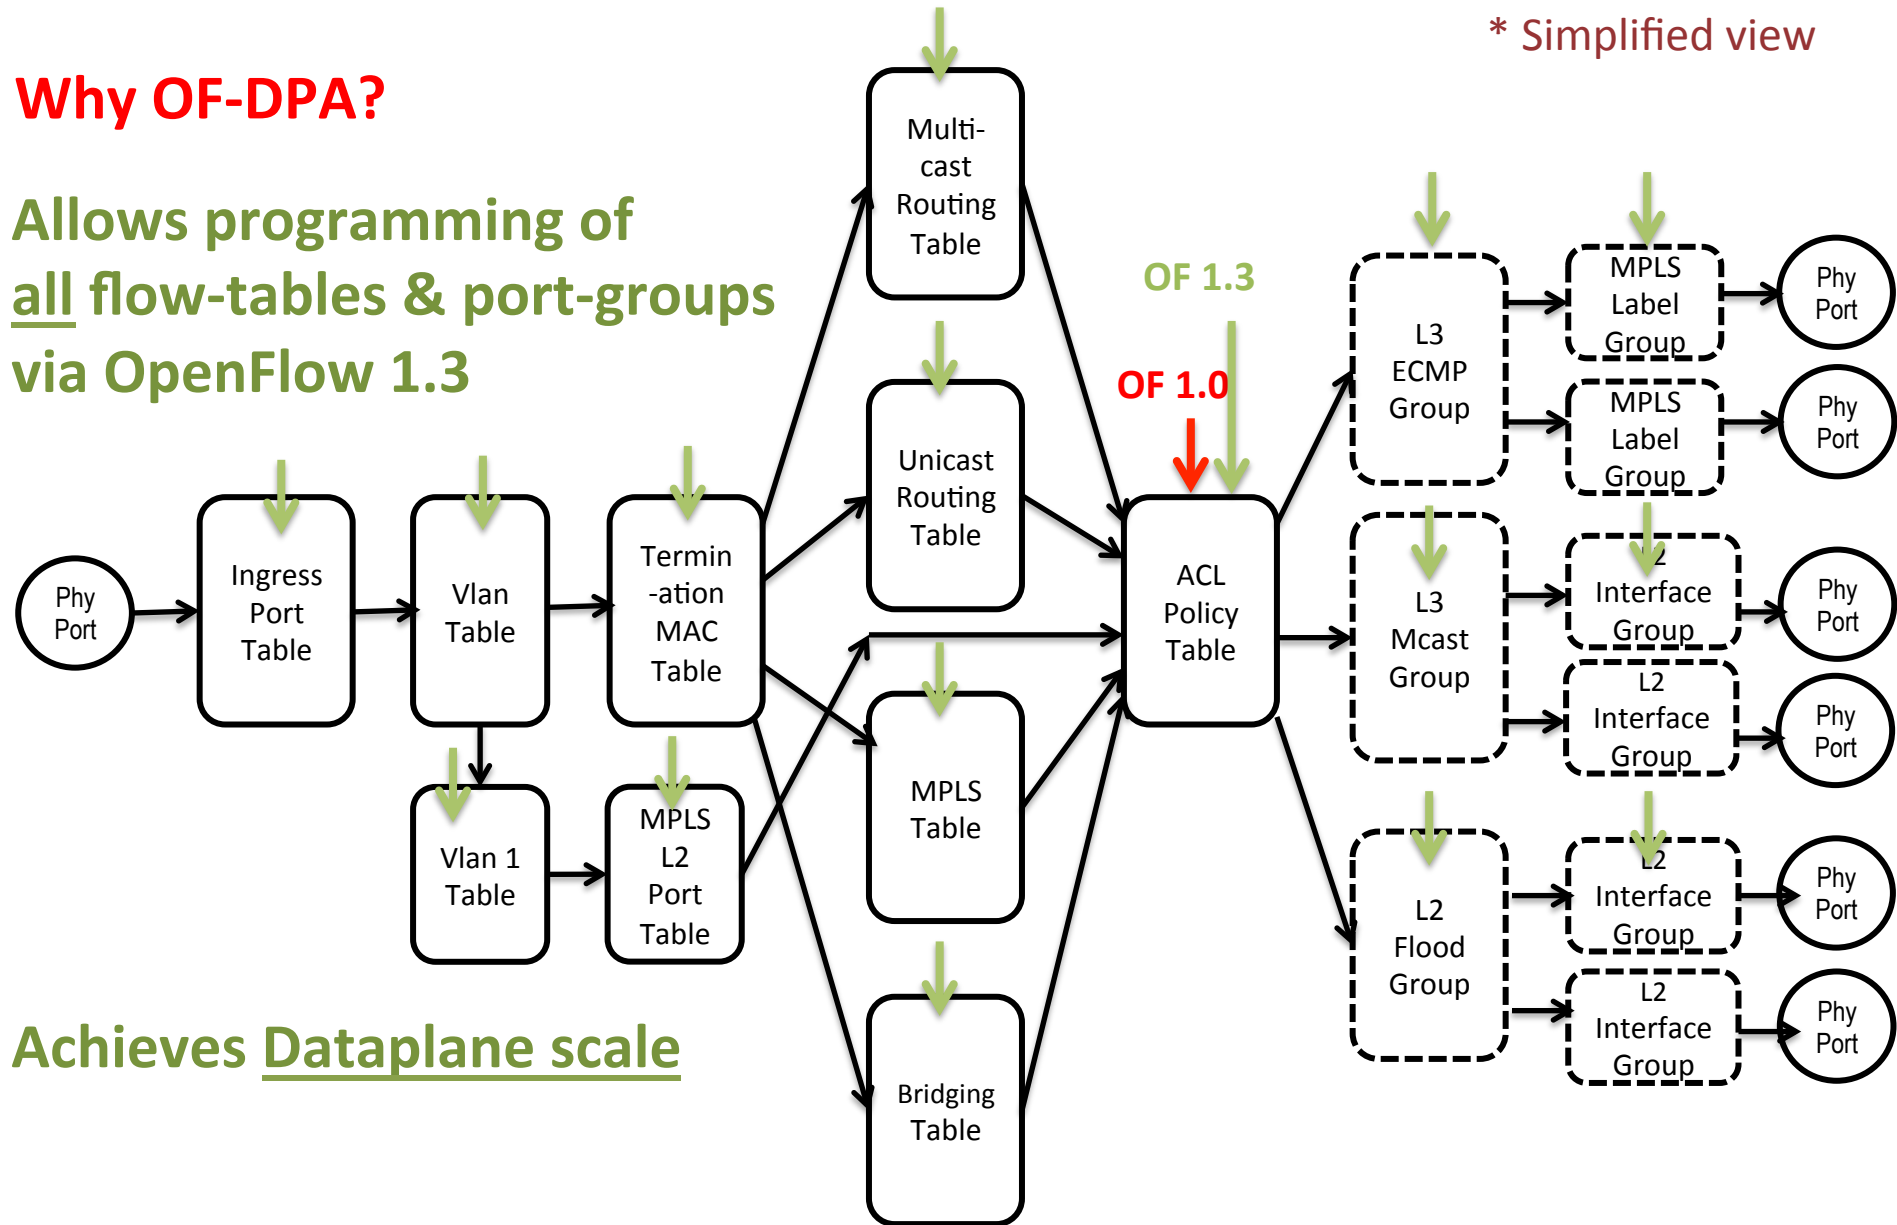 * Simplified view
Why OF-DPA?
Allows programming of
all flow-tables & port-groups
via OpenFlow 1.3
Achieves Dataplane scale
Phy
Port
Ingress
Port
Table
Vlan
Table
Vlan 1
Table
Termin
-ation
MAC
Table
MPLS
L2
Port
Table
Multi-
cast
Routing
Table
Unicast
Routing
Table
MPLS
Table
Bridging
Table
OF 1.3
OF 1.0
ACL
Policy
Table
L3
ECMP
Group
L3
Mcast
Group
L2
Flood
Group
MPLS
Label
Group
MPLS
Label
Group
L2
Interface
Group
L2
Interface
Group
L2
Interface
Group
L2
Interface
Group
Phy
Port
Phy
Port
Phy
Port
Phy
Port
Phy
Port
Phy
Port